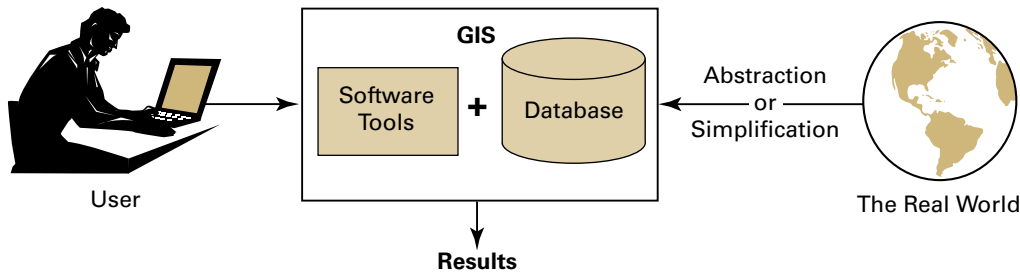 GIS
Software
Tools
+
Database
Abstraction
or
Simplification
User
The Real World
Results